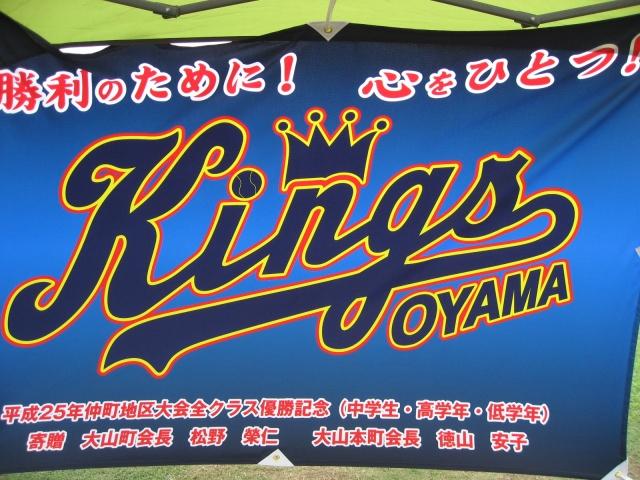 勝利のために！　心をひとつ！
Kings
OYAMA
平成25年仲町地区大会全クラス優勝記念（中学生・高学年・低学年）
寄贈　大山町会長　松野　榮仁　　大山本町会長　徳山　安子